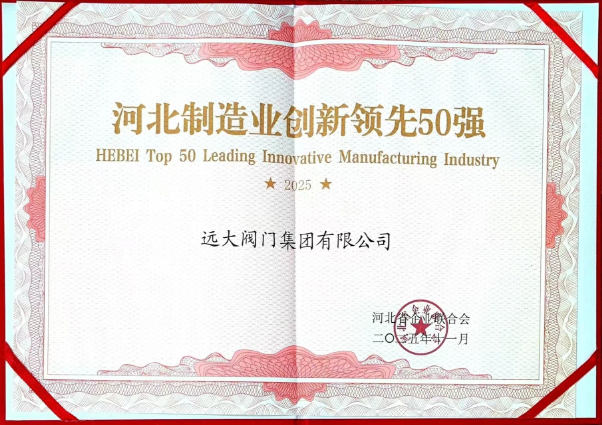 河北制造业创新领先50强
HEBEI Top 50 Leading Innovative Manufacturing Industry
★ 2025 ★
远大阀门集团有限公司
河北省企业联合会
二〇二五年十一月